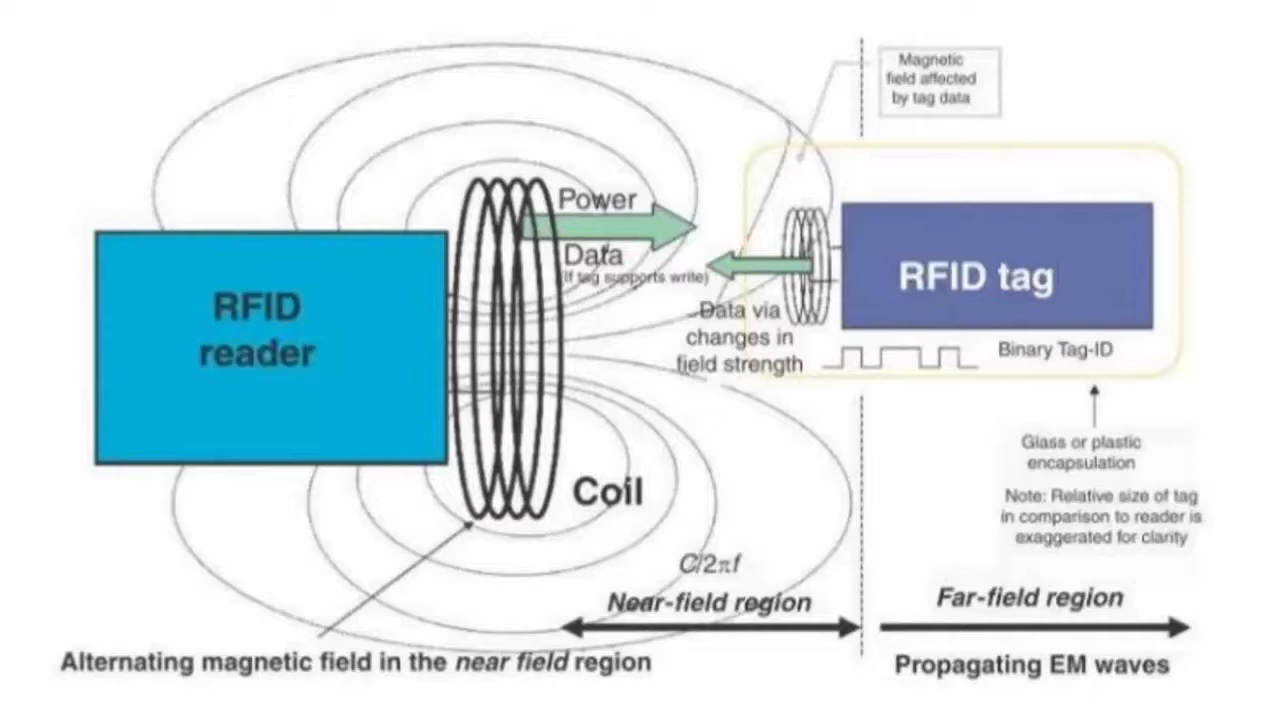 Magnetic
field affected
by tag data
Power
Data
(If tag supports write)
RFID
reader
RFID tag
Data via
changes in
field strength
Binary Tag-ID
Glass or plastic
encapsulation
Note: Relative size of tag
in comparison to reader is
exaggerated for clarity
Coil
C/2πf
Near-field region
Far-field region
Alternating magnetic field in the near field region
Propagating EM waves